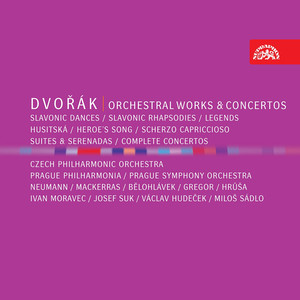 SUPRAPHON
DVOŘÁK | ORCHESTRAL WORKS & CONCERTOS
SLAVONIC DANCES / SLAVONIC RHAPSODIES / LEGENDS
HUSITSKÁ / HERO'S SONG / SCHERZO CAPRICCIOSO
SUITES & SERENADAS / COMPLETE CONCERTOS
CZECH PHILHARMONIC ORCHESTRA
PRAGUE PHILHARMONIA / PRAGUE SYMPHONY ORCHESTRA
NEUMANN / MACKERRAS / BĚLOHLÁVEK / GREGOR / HRŮŠA
IVAN MORAVEC / JOSEF SUK / VÁCLAV HUDEČEK / MILOŠ SÁDLO